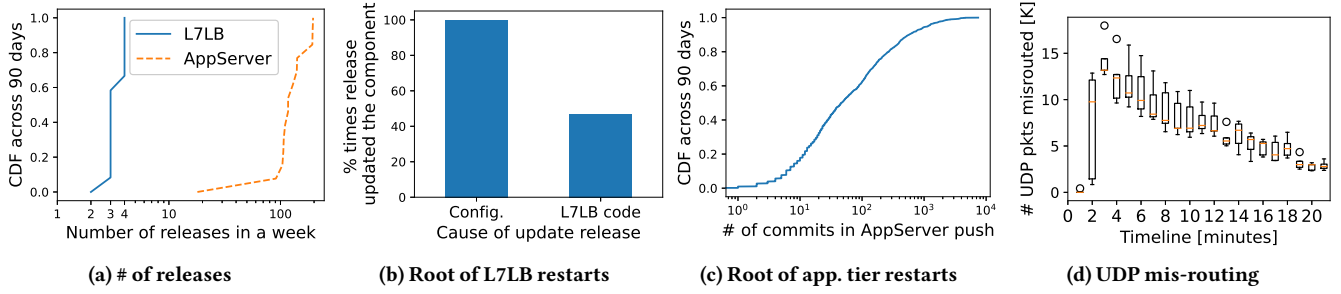 CDF across 90 days
1.0
0.8
0.6
0.4
0.2
0.0
L7LB
AppServer
1 2 3 4 10 100
Number of releases in a week
(a) # of releases
% times release
updated the component
100
80
60
40
20
0
Config. L7LB code
Cause of update release
(b) Root of L7LB restarts
CDF across 90 days
1.0
0.8
0.6
0.4
0.2
0.0
10⁰ 10¹ 10² 10³ 10⁴
# of commits in AppServer push
(c) Root of app. tier restarts
# UDP pkts misrouted [K]
15
10
5
0
0 2 4 6 8 10 12 14 16 18 20
Timeline [minutes]
(d) UDP mis-routing